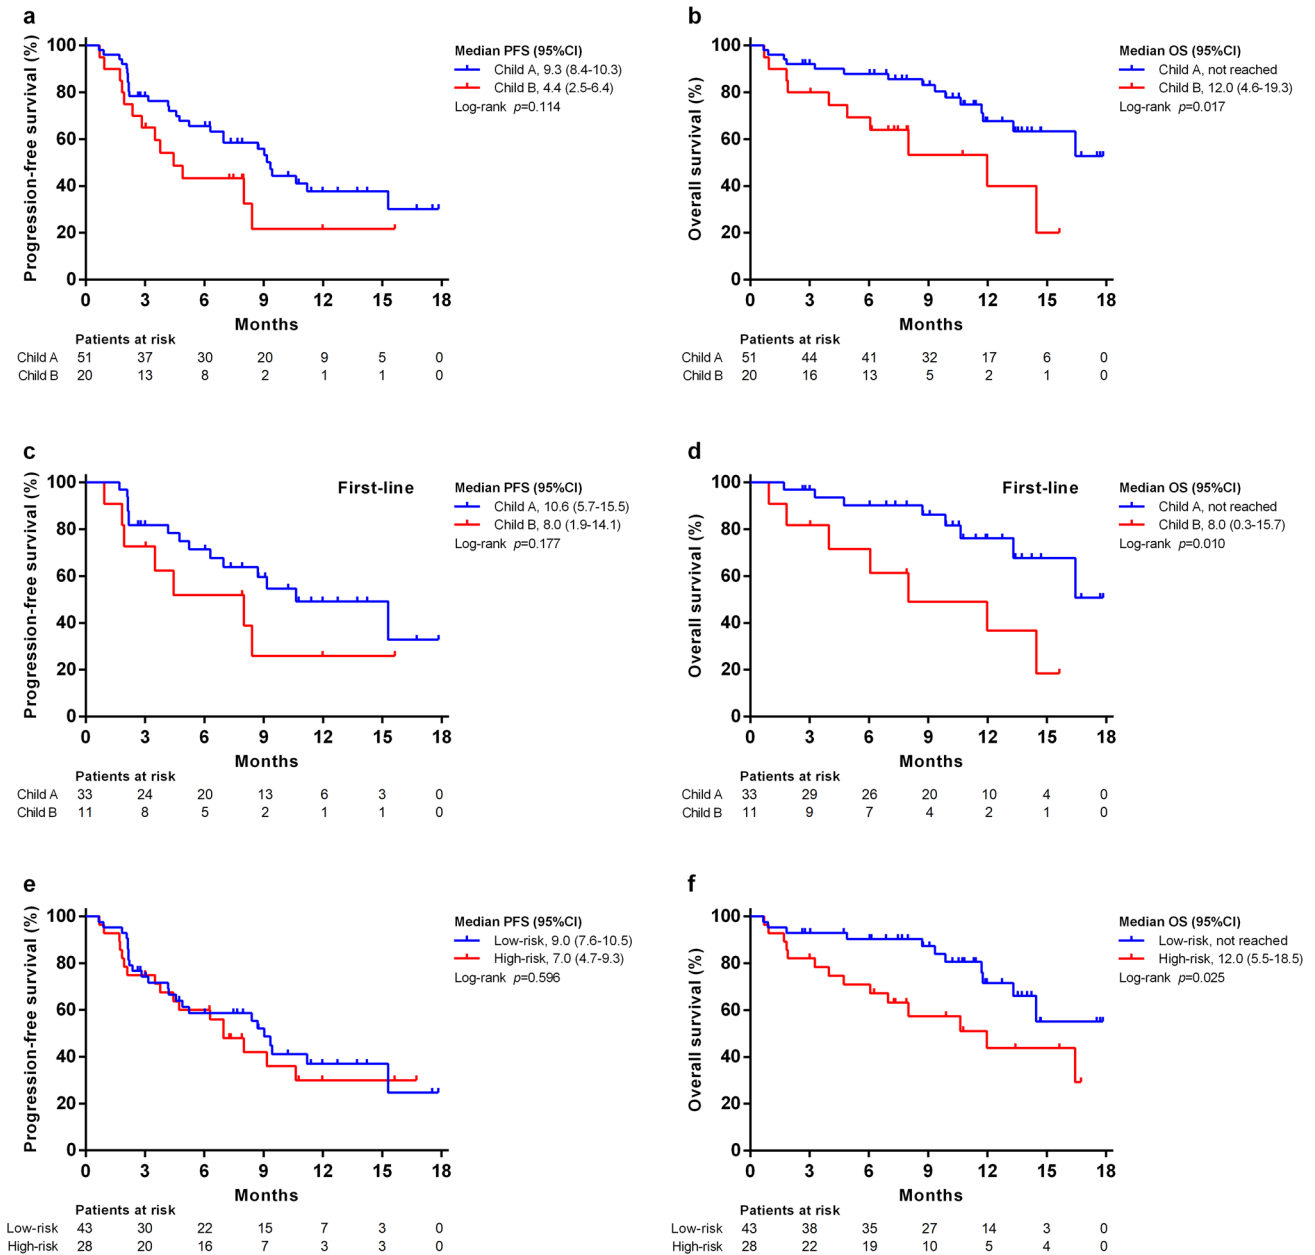 a
Progression-free survival (%)
100
80
60
40
20
0
0 3 6 9 12 15 18
Months
Median PFS (95%CI)
Child A, 9.3 (8.4-10.3)
Child B, 4.4 (2.5-6.4)
Log-rank p=0.114
Patients at risk
Child A 51 37 30 20 9 5 0
Child B 20 13 8 2 1 1 0
b
Overall survival (%)
100
80
60
40
20
0
0 3 6 9 12 15 18
Months
Median OS (95%CI)
Child A, not reached
Child B, 12.0 (4.6-19.3)
Log-rank p=0.017
Patients at risk
Child A 51 44 41 32 17 6 0
Child B 20 16 13 5 2 1 0
c
Progression-free survival (%)
100
80
60
40
20
0
0 3 6 9 12 15 18
Months
First-line
Median PFS (95%CI)
Child A, 10.6 (5.7-15.5)
Child B, 8.0 (1.9-14.1)
Log-rank p=0.177
Patients at risk
Child A 33 24 20 13 6 3 0
Child B 11 8 5 2 1 1 0
d
Overall survival (%)
100
80
60
40
20
0
0 3 6 9 12 15 18
Months
First-line
Median OS (95%CI)
Child A, not reached
Child B, 8.0 (0.3-15.7)
Log-rank p=0.010
Patients at risk
Child A 33 29 26 20 10 4 0
Child B 11 9 7 4 2 1 0
e
Progression-free survival (%)
100
80
60
40
20
0
0 3 6 9 12 15 18
Months
Median PFS (95%CI)
Low-risk, 9.0 (7.6-10.5)
High-risk, 7.0 (4.7-9.3)
Log-rank p=0.596
Patients at risk
Low-risk 43 30 22 15 7 3 0
High-risk 28 20 16 7 3 3 0
f
Overall survival (%)
100
80
60
40
20
0
0 3 6 9 12 15 18
Months
Median OS (95%CI)
Low-risk, not reached
High-risk, 12.0 (5.5-18.5)
Log-rank p=0.025
Patients at risk
Low-risk 43 38 35 27 14 3 0
High-risk 28 22 19 10 5 4 0